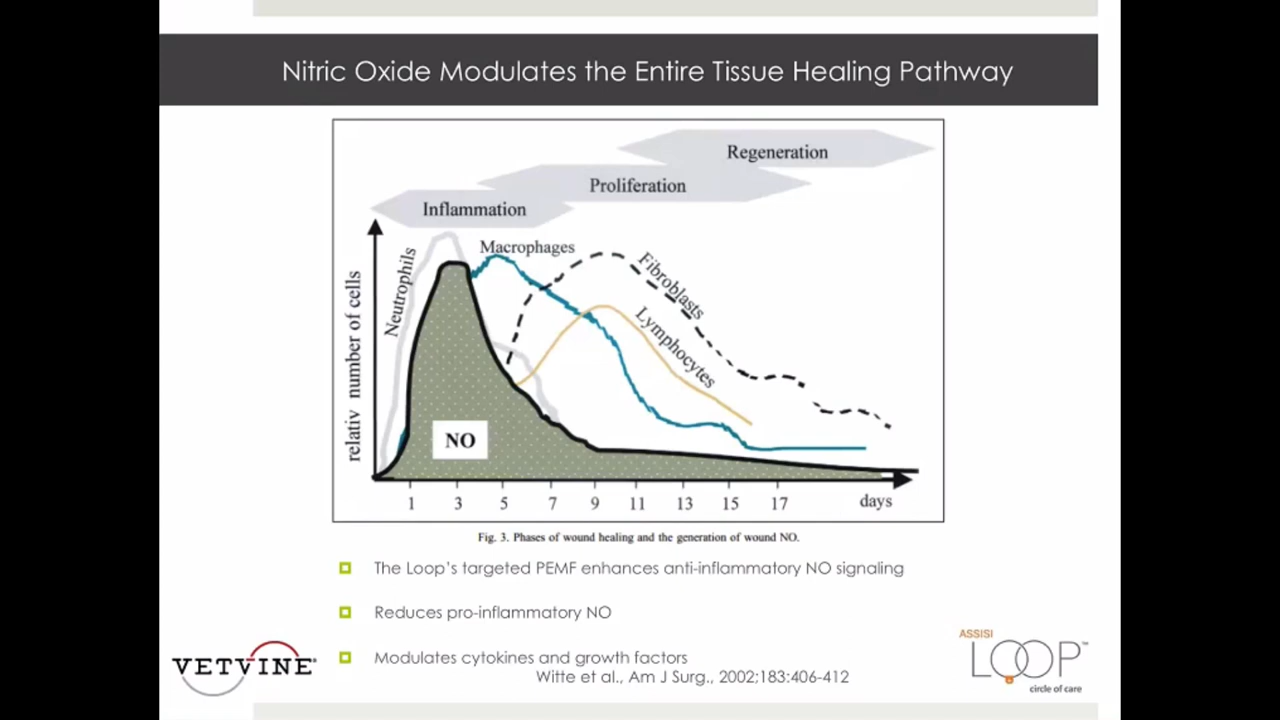 Nitric Oxide Modulates the Entire Tissue Healing Pathway
Regeneration
Proliferation
Inflammation
Neutrophils
Macrophages
Fibroblasts
Lymphocytes
relativ number of cells
NO
1 3 5 7 9 11 13 15 17 days
Fig. 3. Phases of wound healing and the generation of wound NO.
The Loop's targeted PEMF enhances anti-inflammatory NO signaling
Reduces pro-inflammatory NO
Modulates cytokines and growth factors
Witte et al., Am J Surg., 2002;183:406-412
VETVINE®
ASSISI
LOOP™
circle of care